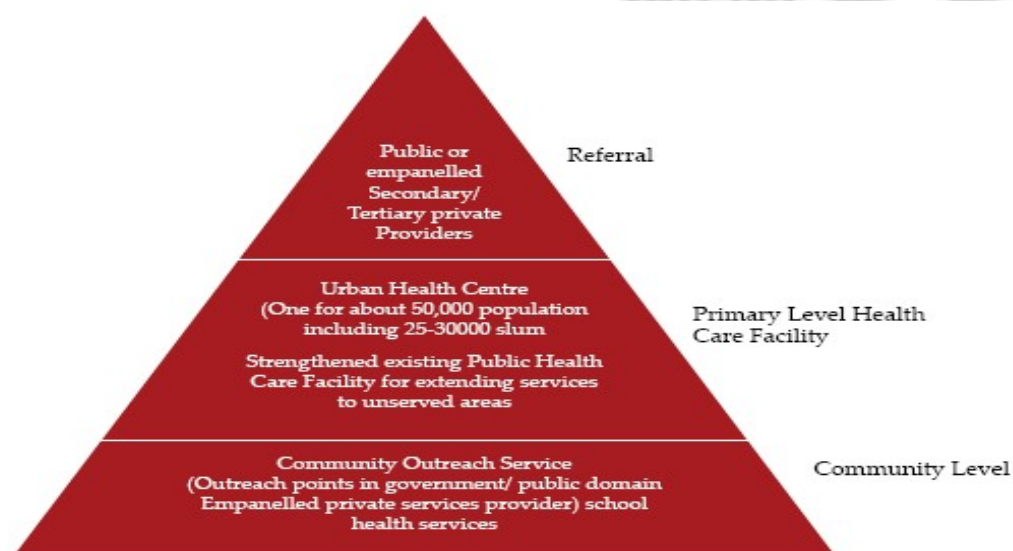 Public or
empanelled
Secondary/
Tertiary private
Providers
Referral
Urban Health Centre
(One for about 50,000 population
including 25-30000 slum
Strengthened existing Public Health
Care Facility for extending services
to unserved areas
Primary Level Health
Care Facility
Community Outreach Service
(Outreach points in government/ public domain
Empanelled private services provider) school
health services
Community Level